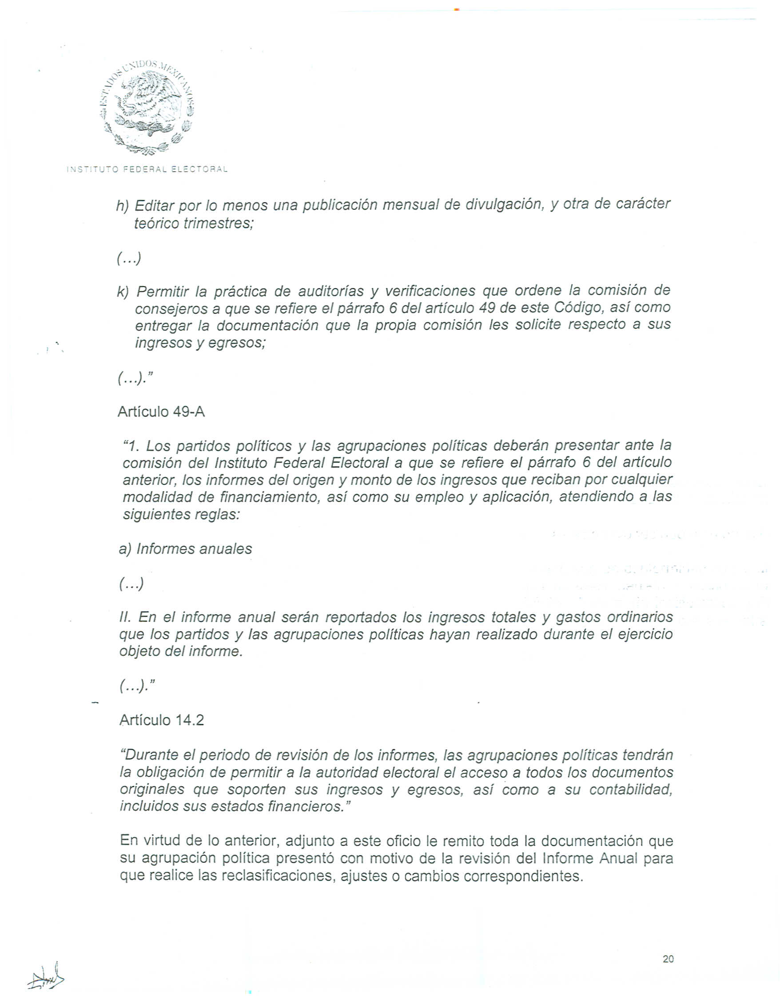 ESTADOS UNIDOS MEXICANOS
INSTITUTO FEDERAL ELECTORAL
h) Editar por lo menos una publicación mensual de divulgación, y otra de carácter
teórico trimestres;
(...)
k) Permitir la práctica de auditorías y verificaciones que ordene la comisión de
consejeros a que se refiere el párrafo 6 del artículo 49 de este Código, así como
entregar la documentación que la propia comisión les solicite respecto a sus
ingresos y egresos;
(...)."
Artículo 49-A
“1. Los partidos políticos y las agrupaciones políticas deberán presentar ante la
comisión del Instituto Federal Electoral a que se refiere el párrafo 6 del artículo
anterior, los informes del origen y monto de los ingresos que reciban por cualquier
modalidad de financiamiento, así como su empleo y aplicación, atendiendo a las
siguientes reglas:
a) Informes anuales
(...)
II. En el informe anual serán reportados los ingresos totales y gastos ordinarios
que los partidos y las agrupaciones políticas hayan realizado durante el ejercicio
objeto del informe.
(...).”
Artículo 14.2
“Durante el periodo de revisión de los informes, las agrupaciones políticas tendrán
la obligación de permitir a la autoridad electoral el acceso a todos los documentos
originales que soporten sus ingresos y egresos, así como a su contabilidad,
incluidos sus estados financieros.”
En virtud de lo anterior, adjunto a este oficio le remito toda la documentación que
su agrupación política presentó con motivo de la revisión del Informe Anual para
que realice las reclasificaciones, ajustes o cambios correspondientes.
20